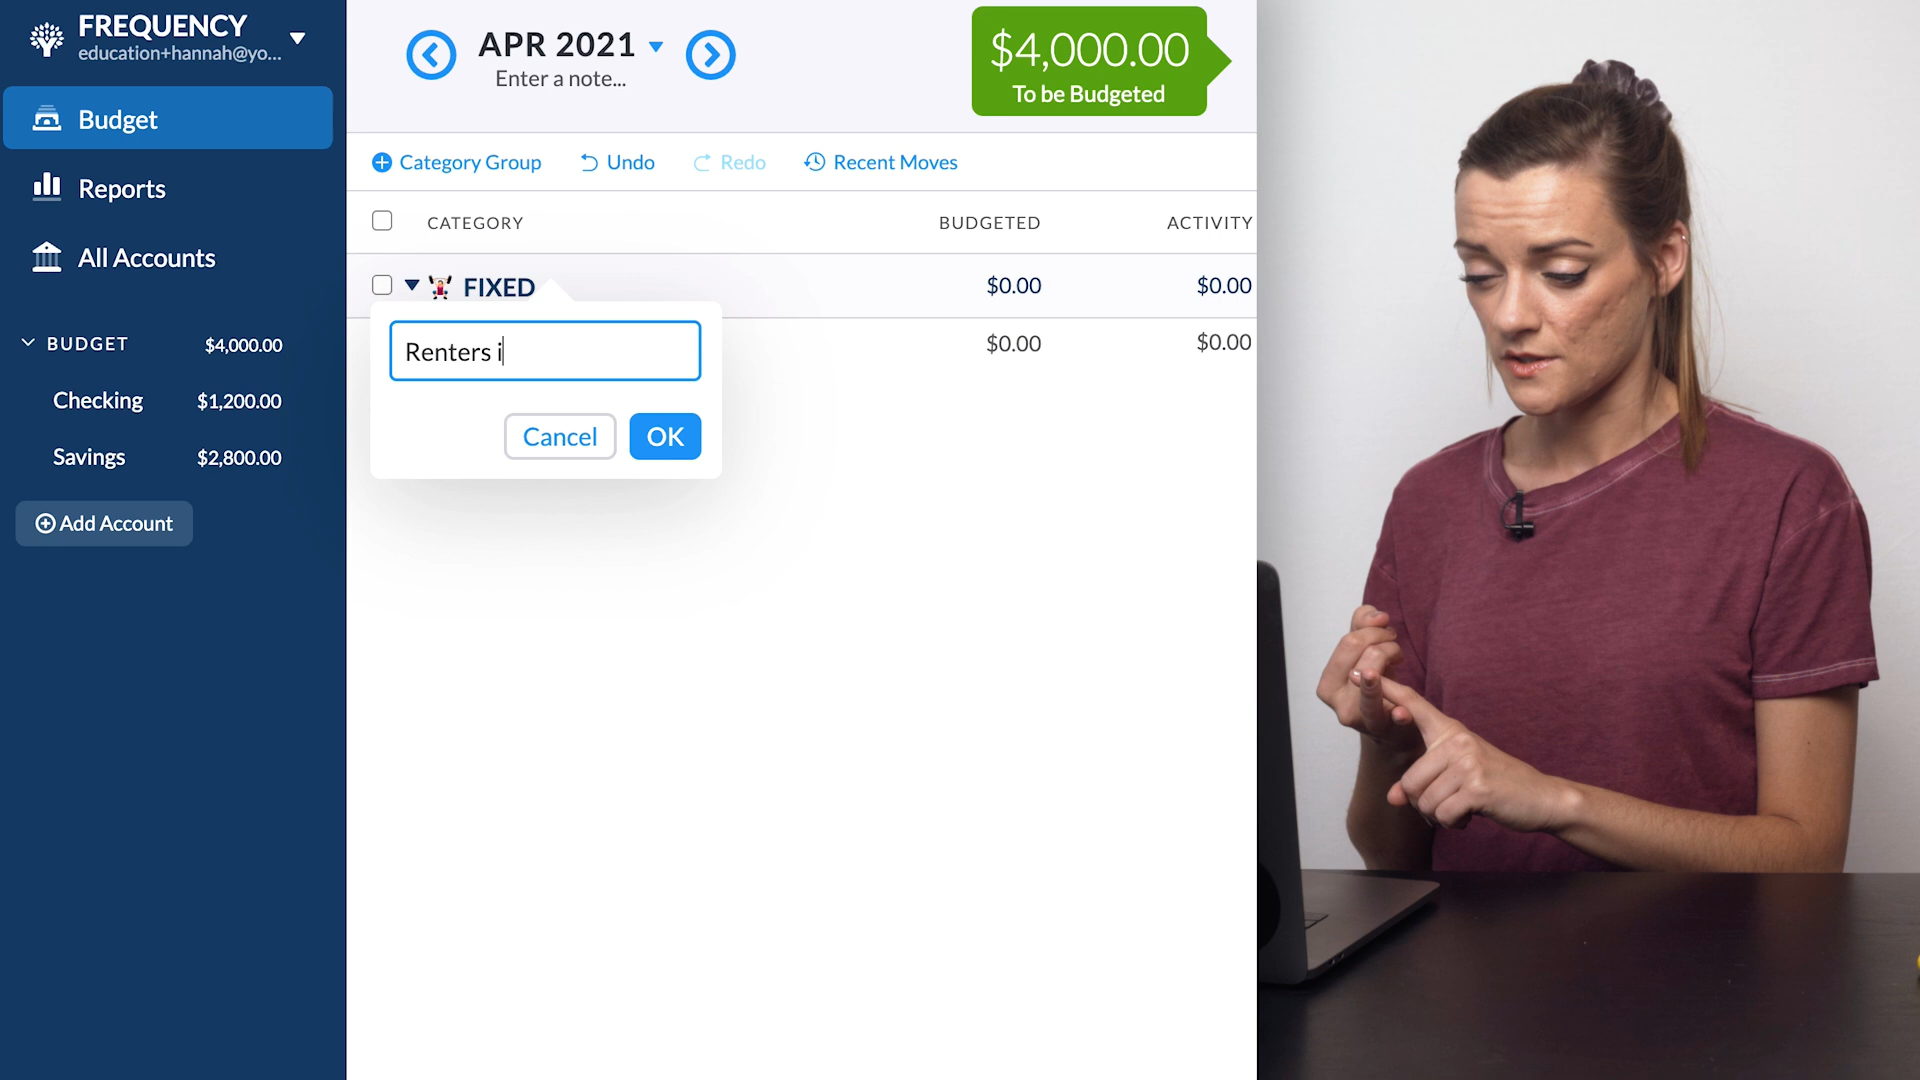 FREQUENCY
education+hannah@yo...
Budget
Reports
All Accounts
BUDGET $4,000.00
Checking $1,200.00
Savings $2,800.00
Add Account
APR 2021
Enter a note...
$4,000.00
To be Budgeted
Category Group Undo Redo Recent Moves
CATEGORY BUDGETED ACTIVITY
FIXED $0.00 $0.00
$0.00 $0.00
Renters i
Cancel OK